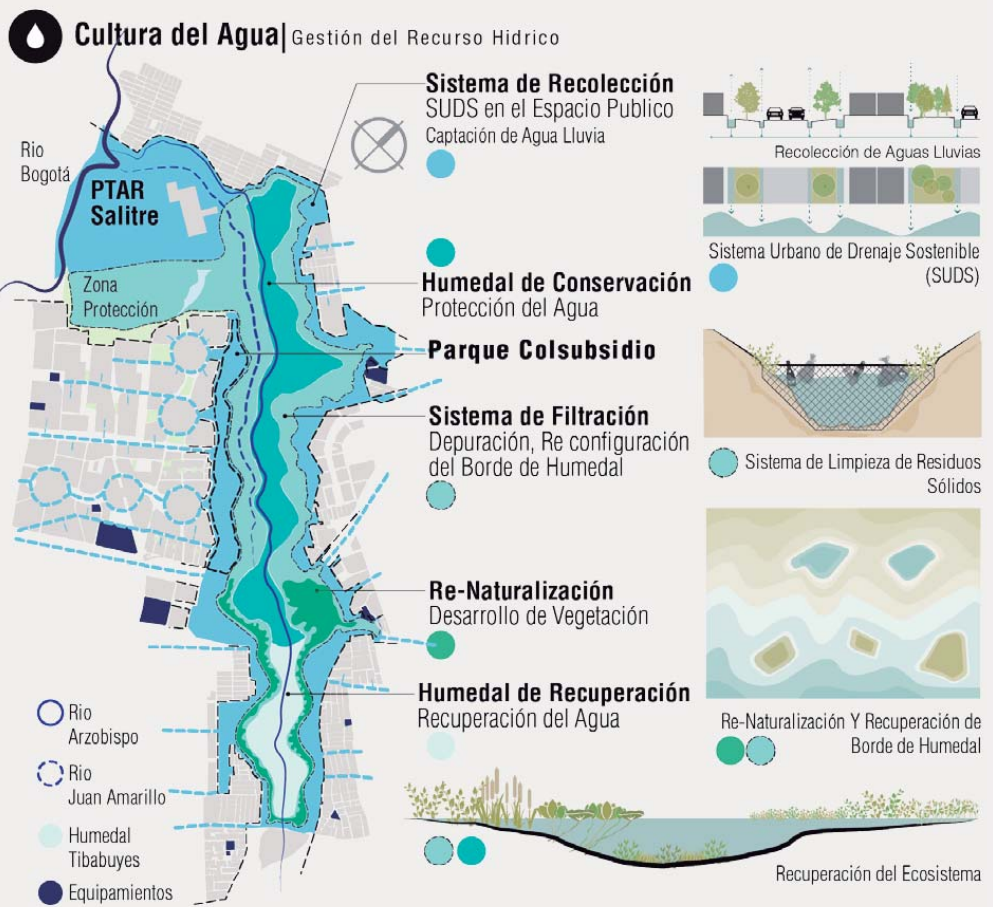 Cultura del Agua| Gestión del Recurso Hidrico
Sistema de Recolección
SUDS en el Espacio Publico
Captación de Agua Lluvia
Rio
Bogotá
PTAR
Salitre
Zona
Protección
Humedal de Conservación
Protección del Agua
Parque Colsubsidio
Sistema de Filtración
Depuración, Re configuración
del Borde de Humedal
Re-Naturalización
Desarrollo de Vegetación
Humedal de Recuperación
Recuperación del Agua
Rio
Arzobispo
Rio
Juan Amarillo
Humedal
Tibabuyes
Equipamientos
Recolección de Aguas Lluvias
Sistema Urbano de Drenaje Sostenible
(SUDS)
Sistema de Limpieza de Residuos
Sólidos
Re-Naturalización Y Recuperación de
Borde de Humedal
Recuperación del Ecosistema